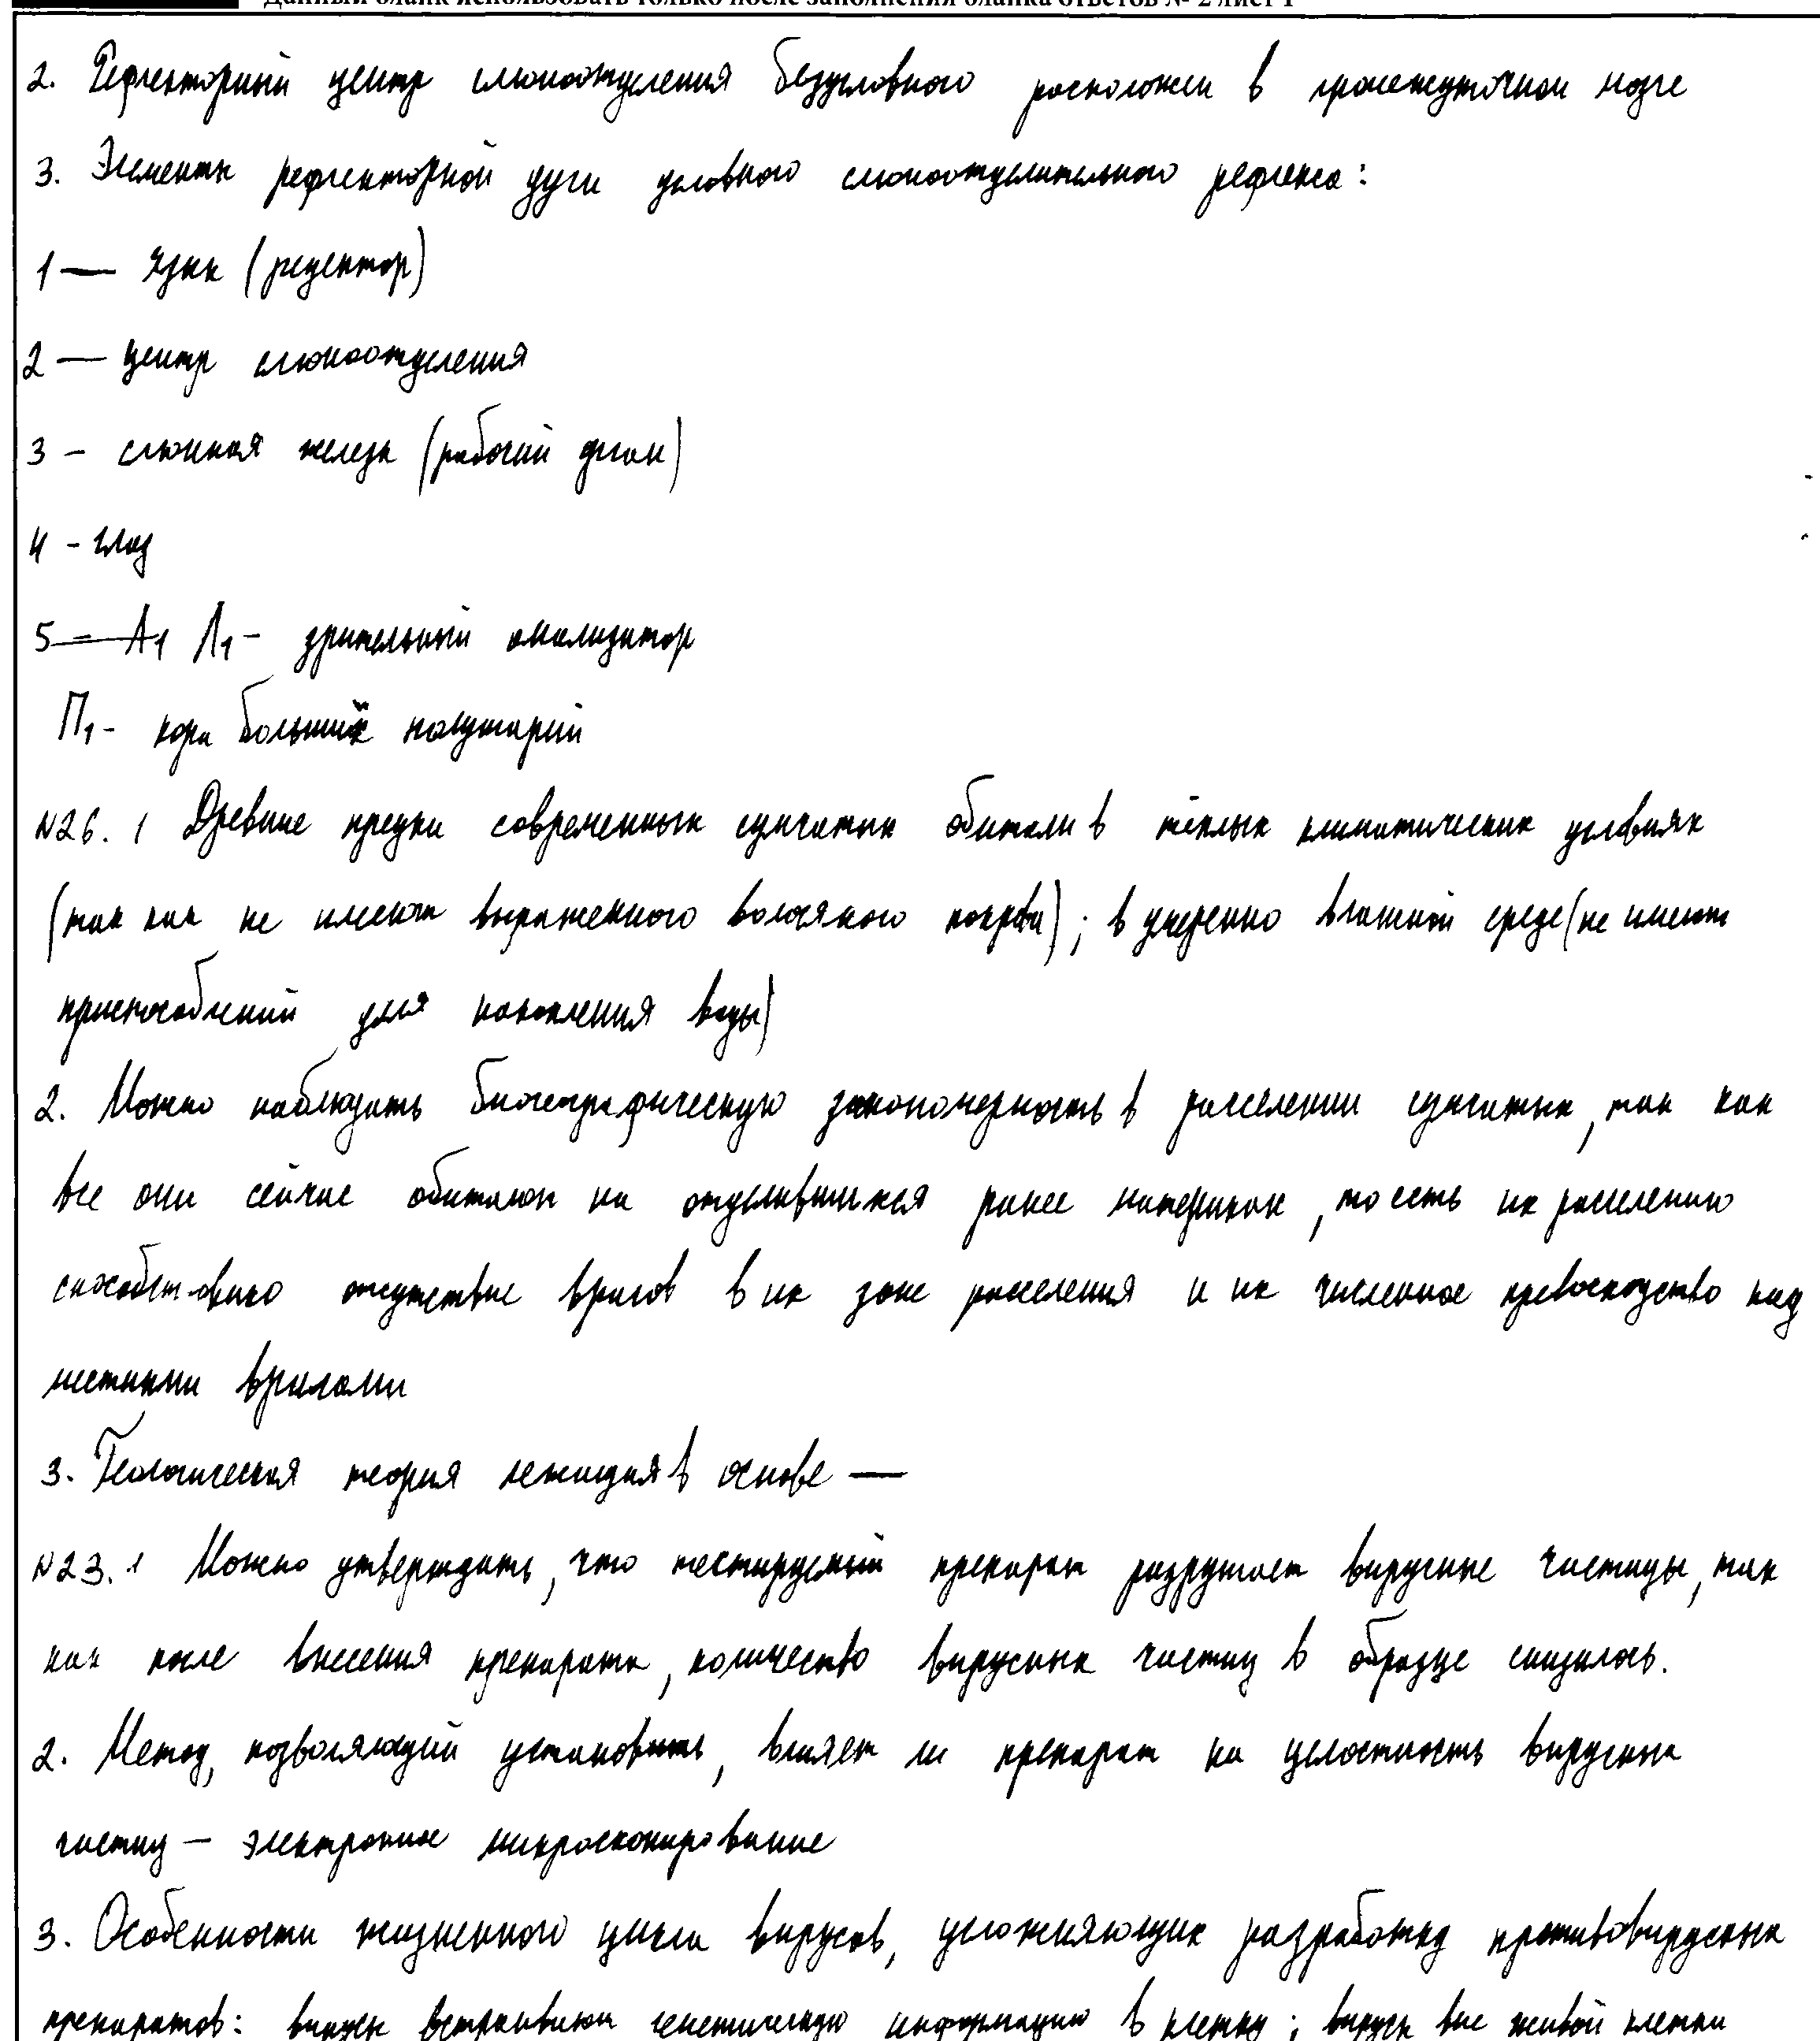 Данный бланк использовать только после заполнения бланка ответов № 2 лист 1
2. Рефлекторный центр слюноотделения безусловного расположен в промежуточном мозге
3. Элементы рефлекторной дуги условного слюноотделительного рефлекса:
1 — язык (рецептор)
2 — центр слюноотделения
3 - слюнная железа (рабочий орган)
4 - глаз
5 = А1 Л1 - зрительный анализатор
П1 - кора больших полушарий
№26. 1 Древние предки современных сумчатых обитали в тёплых климатических условиях
(так как не имеют выраженного волосяного покрова); в умеренно влажной среде (не имеют
приспособлений для накопления воды)
2. Можно наблюдать биогеографическую закономерность в расселении сумчатых, так как
все они сейчас обитают на отделившихся ранее материках, то есть их расселению
способствовало отсутствие врагов в их зоне расселения и их численное превосходство над
местными врагами
3. Геологическая теория лежащая в основе —
№23. 1 Можно утверждать, что тестируемый препарат разрушает вирусные частицы, так
как после внесения препарата, количество вирусных частиц в образце снизилось.
2. Метод, позволяющий установить, влияет ли препарат на целостность вирусных
частиц — электронное микроскопирование
3. Особенности жизненного цикла вирусов, усложняющих разработку противовирусных
препаратов: вирусы встраивают генетическую информацию в клетку; вирусы вне живой клетки